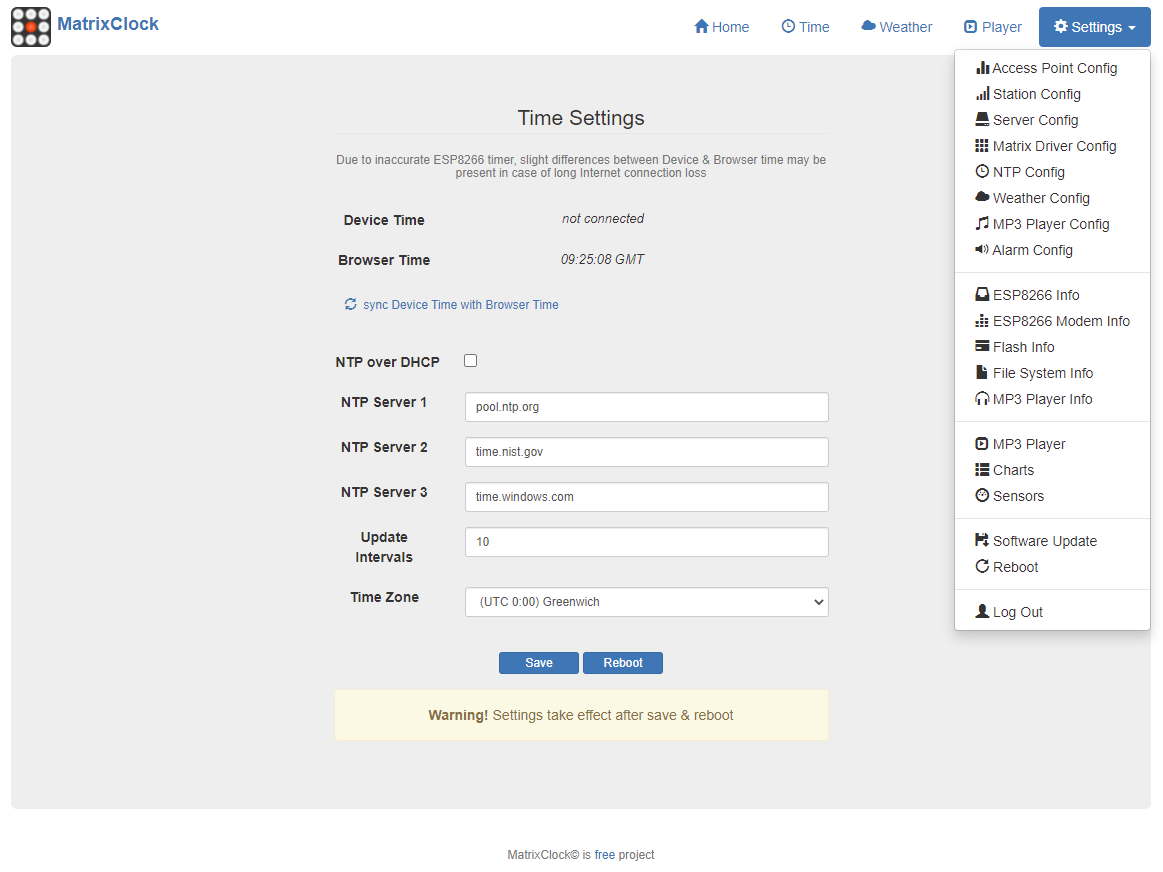 MatrixClock
Home
Time
Weather
Player
Settings
Access Point Config
Station Config
Server Config
Matrix Driver Config
NTP Config
Weather Config
MP3 Player Config
Alarm Config
ESP8266 Info
ESP8266 Modem Info
Flash Info
File System Info
MP3 Player Info
MP3 Player
Charts
Sensors
Software Update
Reboot
Log Out
Time Settings
Due to inaccurate ESP8266 timer, slight differences between Device & Browser time may be
present in case of long Internet connection loss
Device Time
not connected
Browser Time
09:25:08 GMT
sync Device Time with Browser Time
NTP over DHCP
NTP Server 1
pool.ntp.org
NTP Server 2
time.nist.gov
NTP Server 3
time.windows.com
Update
Intervals
10
Time Zone
(UTC 0:00) Greenwich
Save
Reboot
Warning! Settings take effect after save & reboot
MatrixClock© is free project